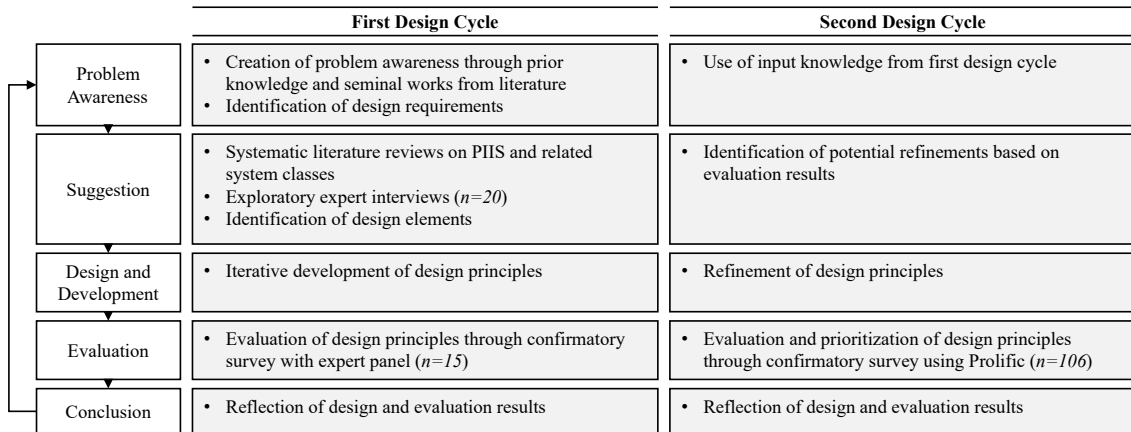 First Design Cycle
Second Design Cycle
Problem
Awareness
• Creation of problem awareness through prior
knowledge and seminal works from literature
• Identification of design requirements
• Use of input knowledge from first design cycle
Suggestion
• Systematic literature reviews on PIIS and related
system classes
• Exploratory expert interviews (n=20)
• Identification of design elements
• Identification of potential refinements based on
evaluation results
Design and
Development
• Iterative development of design principles
• Refinement of design principles
Evaluation
• Evaluation of design principles through confirmatory
survey with expert panel (n=15)
• Evaluation and prioritization of design principles
through confirmatory survey using Prolific (n=106)
Conclusion
• Reflection of design and evaluation results
• Reflection of design and evaluation results